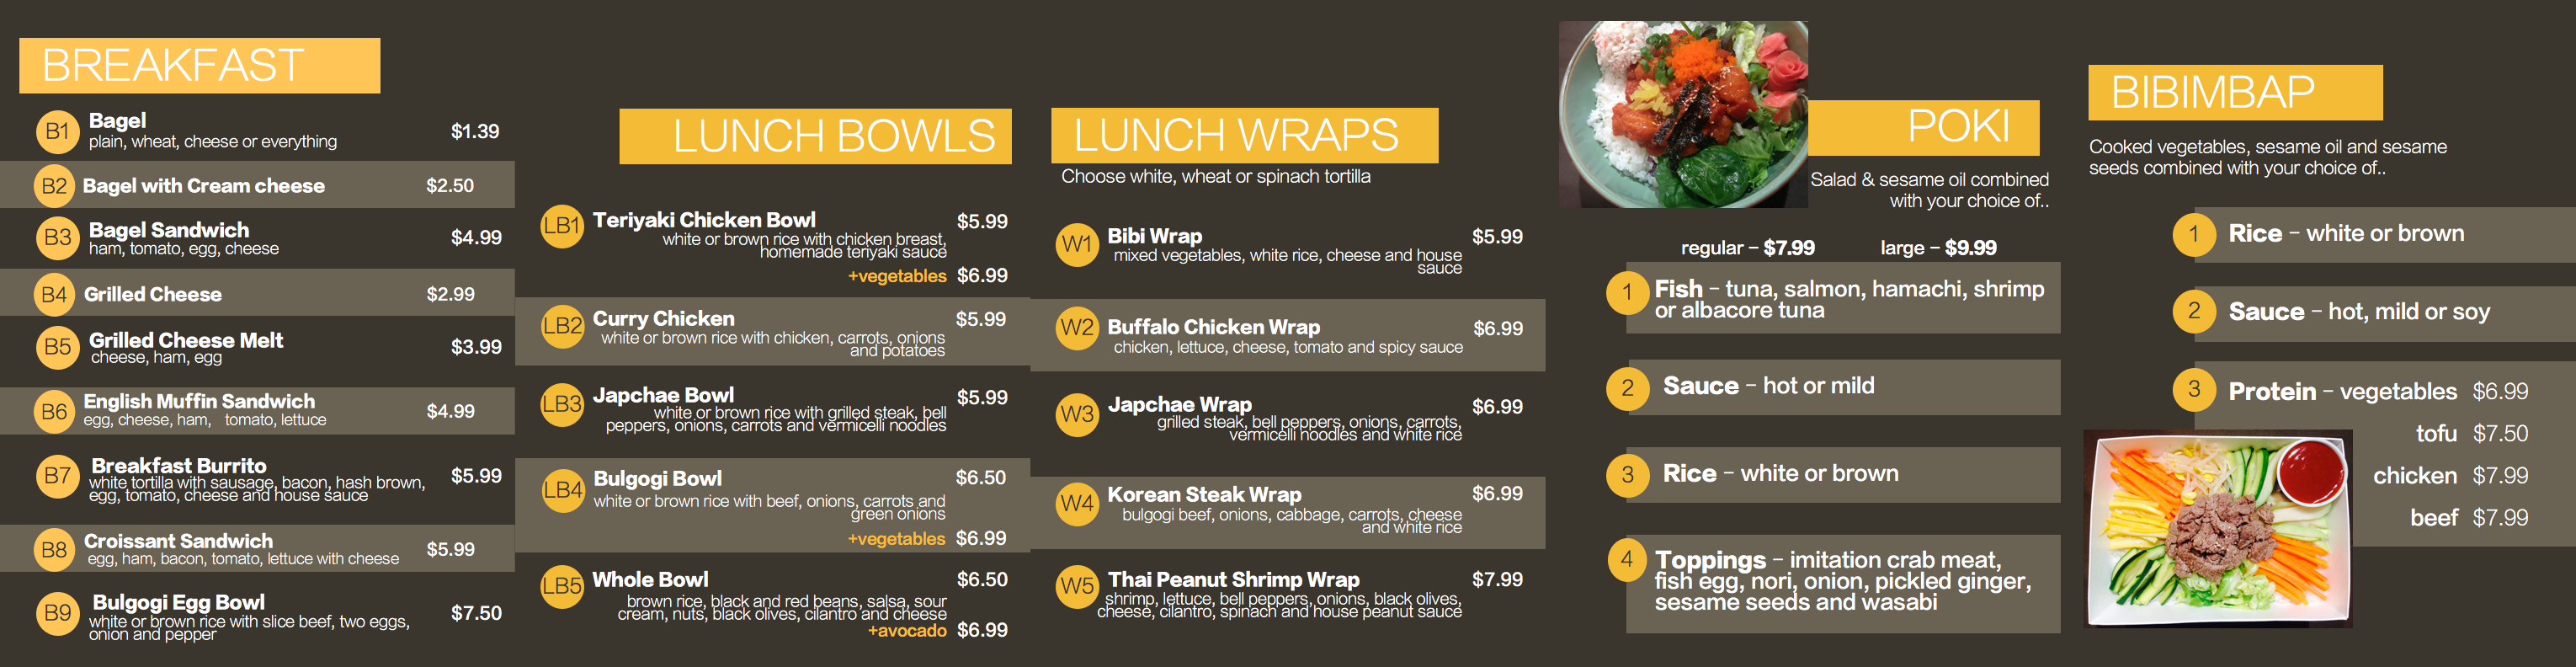 BREAKFAST
B1 Bagel $1.39
plain, wheat, cheese or everything
B2 Bagel with Cream cheese $2.50
B3 Bagel Sandwich $4.99
ham, tomato, egg, cheese
B4 Grilled Cheese $2.99
B5 Grilled Cheese Melt $3.99
cheese, ham, egg
B6 English Muffin Sandwich $4.99
egg, cheese, ham, tomato, lettuce
B7 Breakfast Burrito $5.99
white tortilla with sausage, bacon, hash brown,
egg, tomato, cheese and house sauce
B8 Croissant Sandwich $5.99
egg, ham, bacon, tomato, lettuce with cheese
B9 Bulgogi Egg Bowl $7.50
white or brown rice with slice beef, two eggs,
onion and pepper
LUNCH BOWLS
LB1 Teriyaki Chicken Bowl $5.99
white or brown rice with chicken breast,
homemade teriyaki sauce
+vegetables $6.99
LB2 Curry Chicken $5.99
white or brown rice with chicken, carrots, onions
and potatoes
LB3 Japchae Bowl $5.99
white or brown rice with grilled steak, bell
peppers, onions, carrots and vermicelli noodles
LB4 Bulgogi Bowl $6.50
white or brown rice with beef, onions, carrots and
green onions
+vegetables $6.99
LB5 Whole Bowl $6.50
brown rice, black and red beans, salsa, sour
cream, nuts, black olives, cilantro and cheese
+avocado $6.99
LUNCH WRAPS
Choose white, wheat or spinach tortilla
W1 Bibi Wrap $5.99
mixed vegetables, white rice, cheese and house
sauce
W2 Buffalo Chicken Wrap $6.99
chicken, lettuce, cheese, tomato and spicy sauce
W3 Japchae Wrap $6.99
grilled steak, bell peppers, onions, carrots,
vermicelli noodles and white rice
W4 Korean Steak Wrap $6.99
bulgogi beef, onions, cabbage, carrots, cheese
and white rice
W5 Thai Peanut Shrimp Wrap $7.99
shrimp, lettuce, bell peppers, onions, black olives,
cheese, cilantro, spinach and house peanut sauce
POKI
Salad & sesame oil combined
with your choice of..
regular – $7.99 large – $9.99
1 Fish – tuna, salmon, hamachi, shrimp
or albacore tuna
2 Sauce – hot or mild
3 Rice – white or brown
4 Toppings – imitation crab meat,
fish egg, nori, onion, pickled ginger,
sesame seeds and wasabi
BIBIMBAP
Cooked vegetables, sesame oil and sesame
seeds combined with your choice of..
1 Rice – white or brown
2 Sauce – hot, mild or soy
3 Protein – vegetables $6.99
tofu $7.50
chicken $7.99
beef $7.99